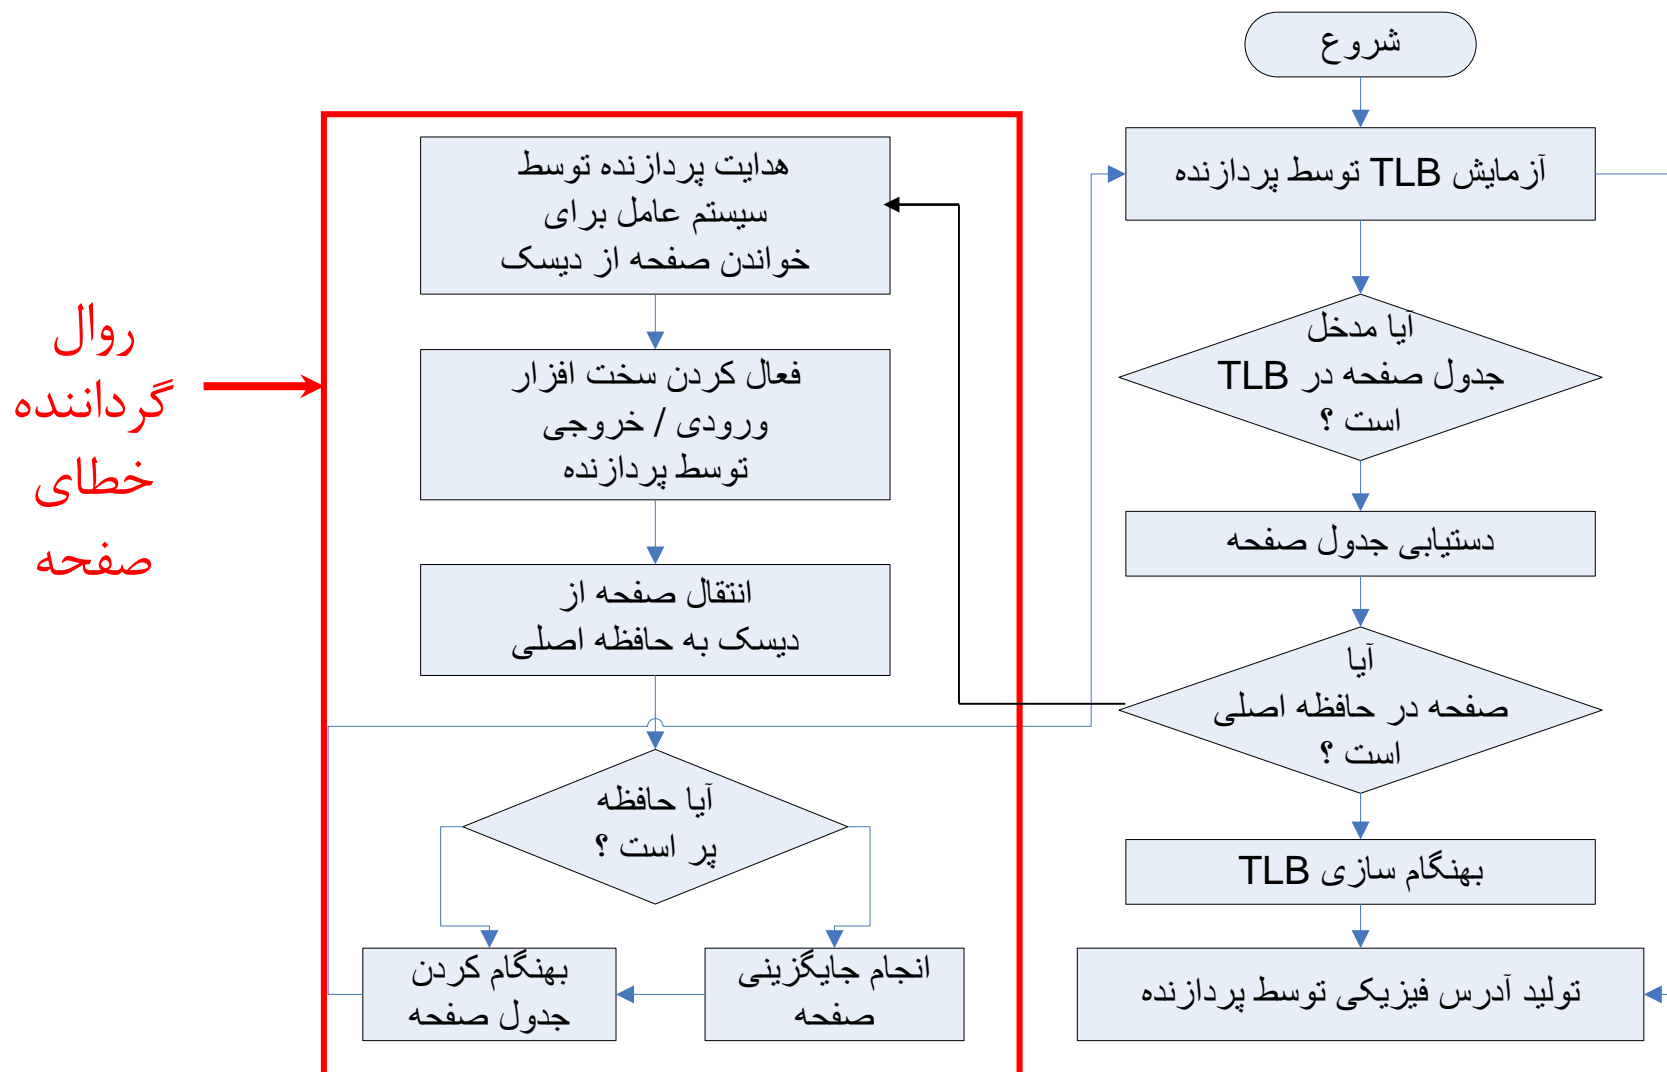 شروع
آزمایش TLB توسط پردازنده
آیا مدخل
جدول صفحه در TLB
است ؟
دستیابی جدول صفحه
آیا
صفحه در حافظه اصلی
است ؟
بهنگام سازی TLB
تولید آدرس فیزیکی توسط پردازنده
هدایت پردازنده توسط
سیستم عامل برای
خواندن صفحه از دیسک
فعال کردن سخت افزار
ورودی / خروجی
توسط پردازنده
انتقال صفحه از
دیسک به حافظه اصلی
آیا حافظه
پر است ؟
انجام جایگزینی
صفحه
بهنگام کردن
جدول صفحه
روال
گرداننده
خطای
صفحه